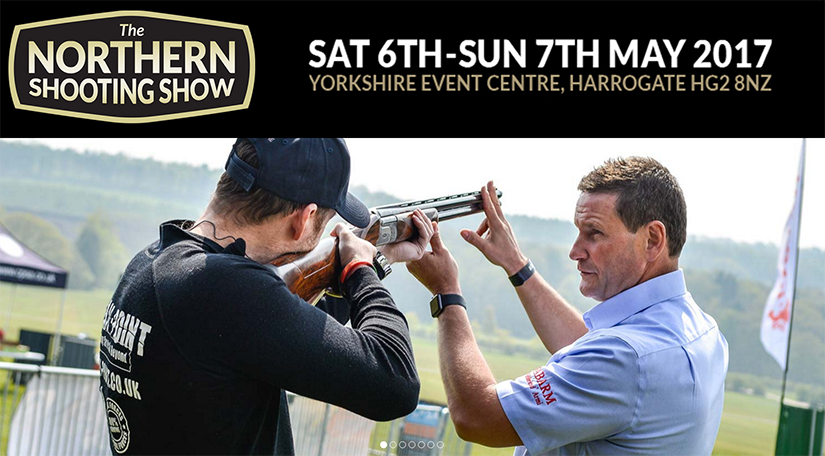 The
NORTHERN
SHOOTING SHOW
SAT 6TH-SUN 7TH MAY 2017
YORKSHIRE EVENT CENTRE, HARROGATE HG2 8NZ